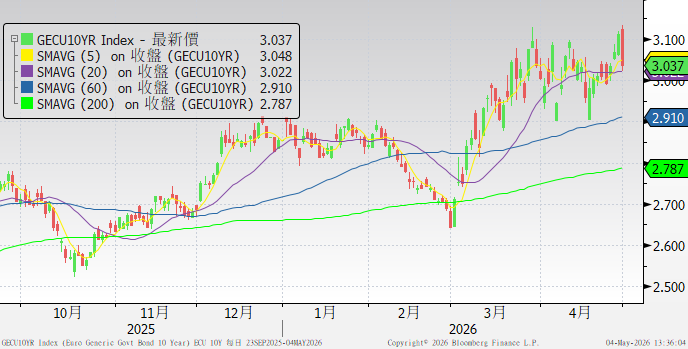 GECU10YR Index - 最新價 3.037
SMAVG (5) on 收盤 (GECU10YR) 3.048
SMAVG (20) on 收盤 (GECU10YR) 3.022
SMAVG (60) on 收盤 (GECU10YR) 2.910
SMAVG (200) on 收盤 (GECU10YR) 2.787
3.100
3.037
3.000
2.910
2.787
2.700
2.600
2.500
10月 11月 12月 1月 2月 3月 4月
2025 2026
GECU10YR Index (Euro Generic Govt Bond 10 Year) ECU 10Y 每日 23SEP2025-04MAY2026 Copyright© 2026 Bloomberg Finance L.P. 04-May-2026 13:36:04